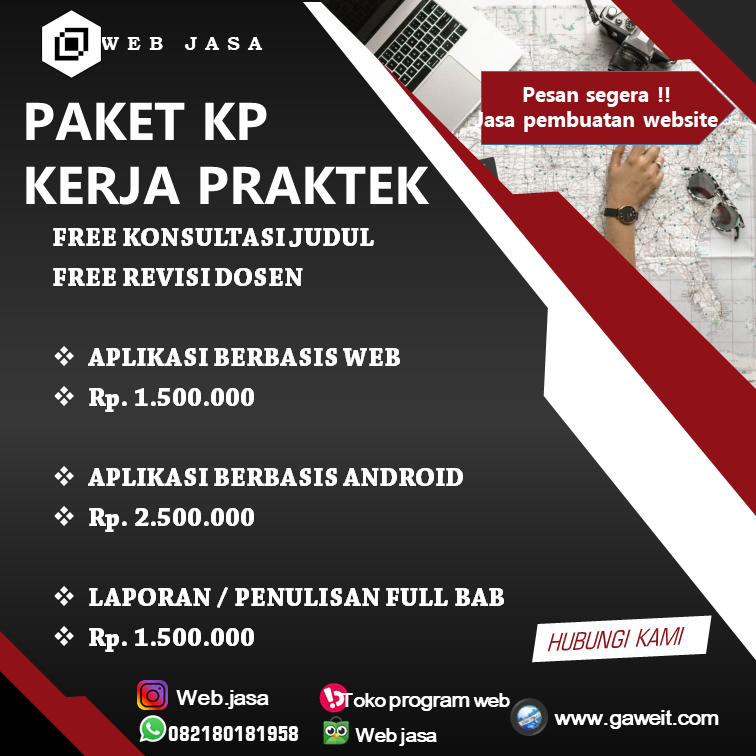 WEB JASA
Pesan segera !!
Jasa pembuatan website
PAKET KP
KERJA PRAKTEK
FREE KONSULTASI JUDUL
FREE REVISI DOSEN
❖ APLIKASI BERBASIS WEB
❖ Rp. 1.500.000
❖ APLIKASI BERBASIS ANDROID
❖ Rp. 2.500.000
❖ LAPORAN / PENULISAN FULL BAB
❖ Rp. 1.500.000
HUBUNGI KAMI
Web.jasa
Toko program web
082180181958
Web jasa
www.gaweit.com